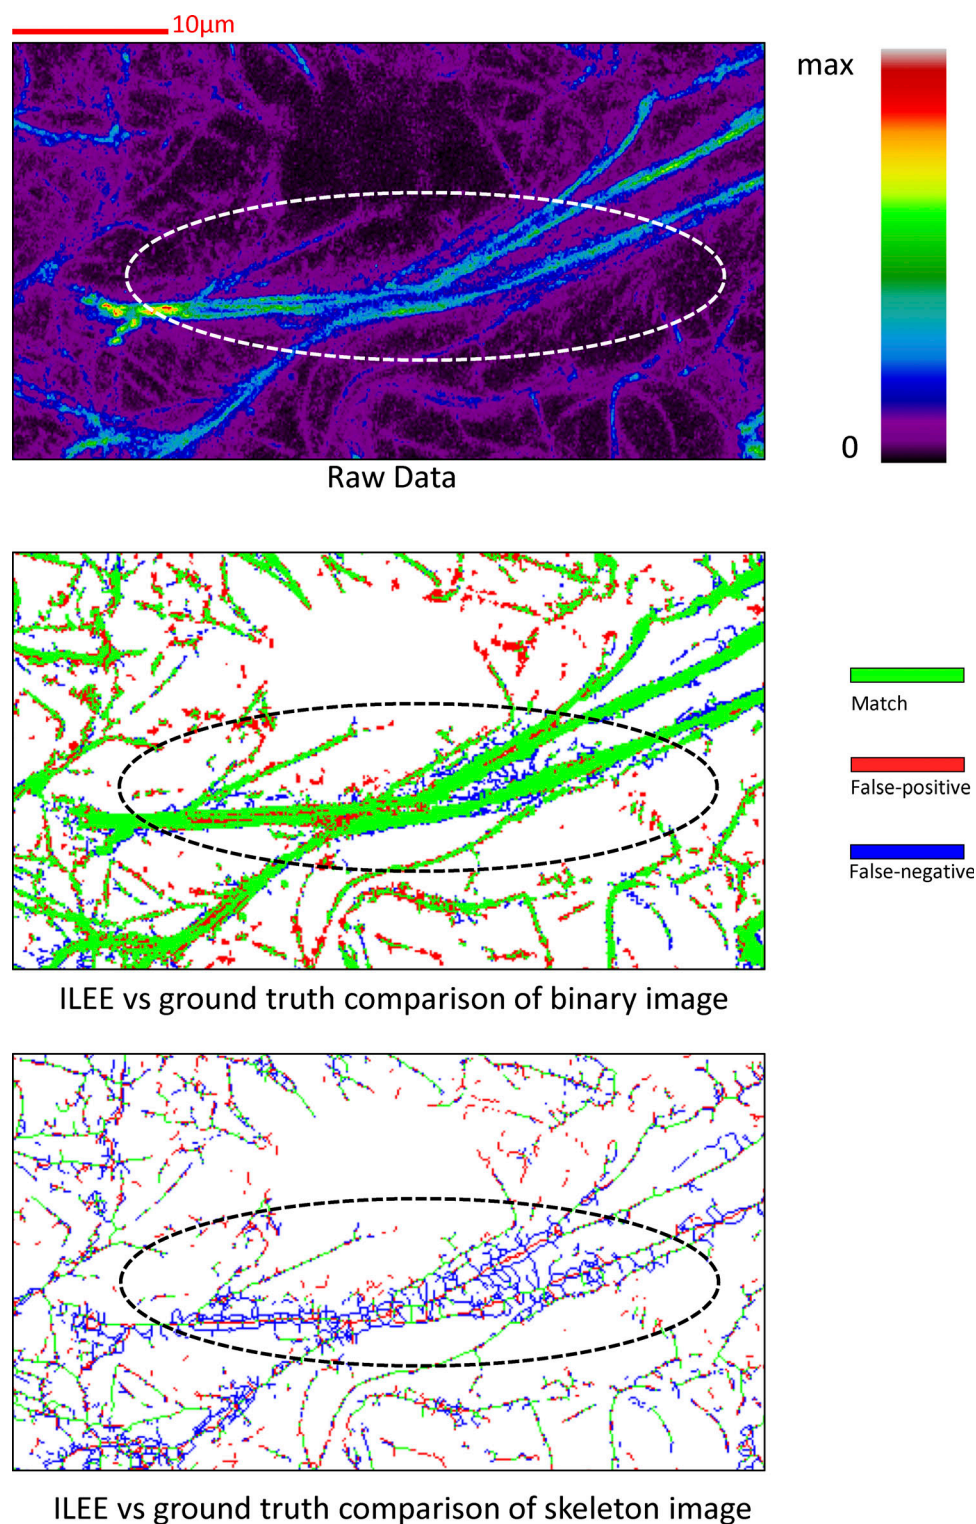 10μm
max
0
Raw Data
Match
False-positive
False-negative
ILEE vs ground truth comparison of binary image
ILEE vs ground truth comparison of skeleton image